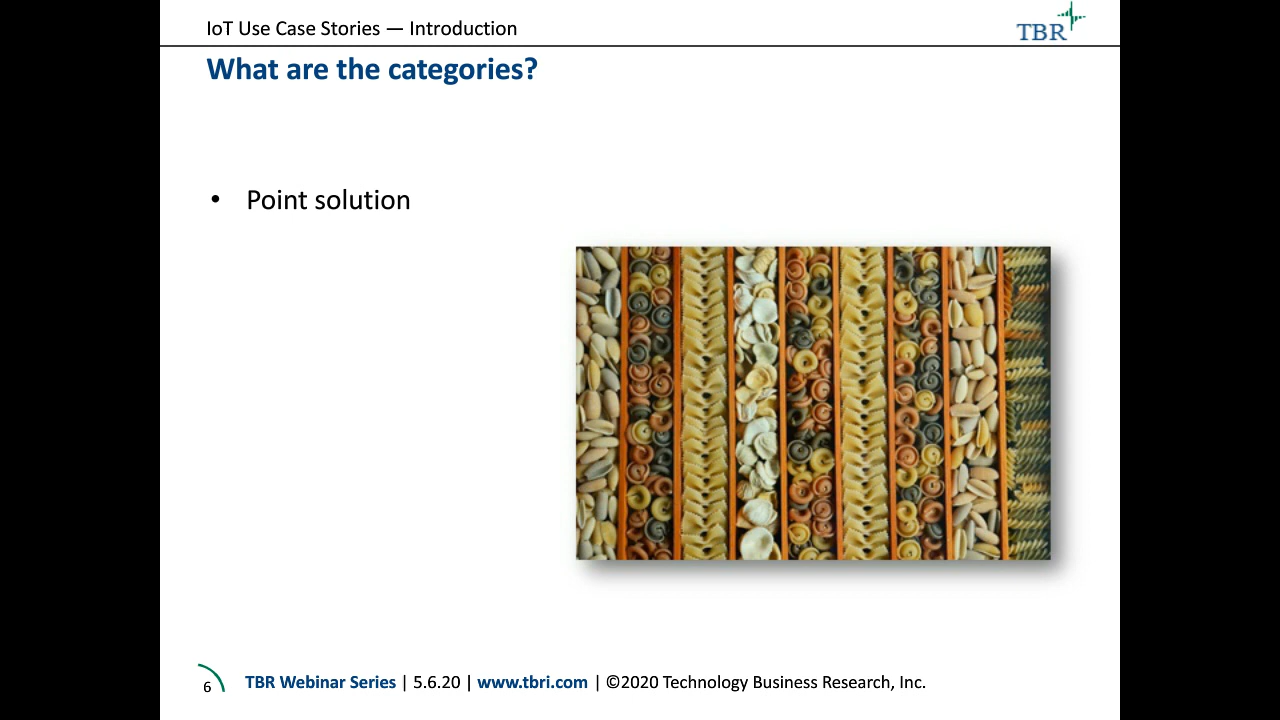 IoT Use Case Stories — Introduction
TBR
What are the categories?
• Point solution
6
TBR Webinar Series | 5.6.20 | www.tbri.com | ©2020 Technology Business Research, Inc.